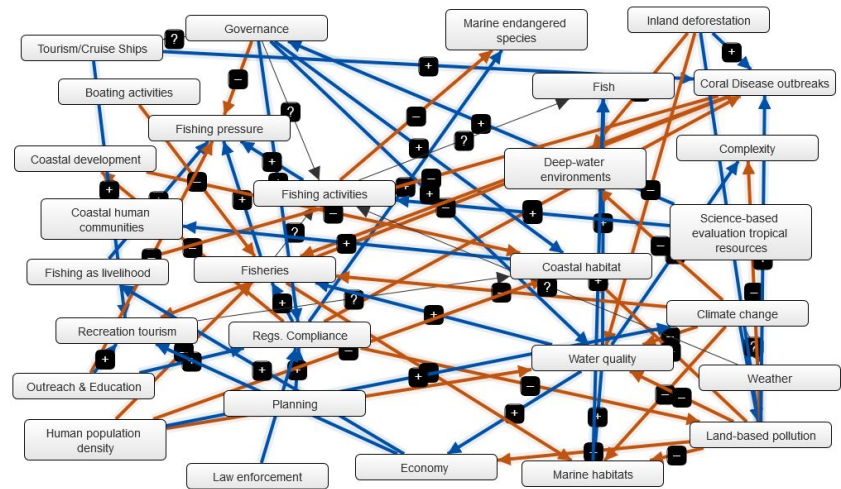 Governance
Marine endangered
species
Inland deforestation
Tourism/Cruise Ships
?
+
+
Coral Disease outbreaks
Fish
Boating activities
–
Fishing pressure
?
–
?
+
Complexity
Coastal development
+
+
Deep-water
environments
Fishing activities
–
+
–
+
–
+
+
Coastal human
communities
?
–
+
+
Science-based
evaluation tropical
resources
–
Fishing as livelihood
Fisheries
Coastal habitat
–
?
+
?
Climate change
Recreation tourism
Regs. Compliance
+
–
Water quality
–
Weather
Outreach & Education
Planning
+
–
–
–
+
+
Human population
density
Land-based pollution
Law enforcement
Economy
Marine habitats
–
–